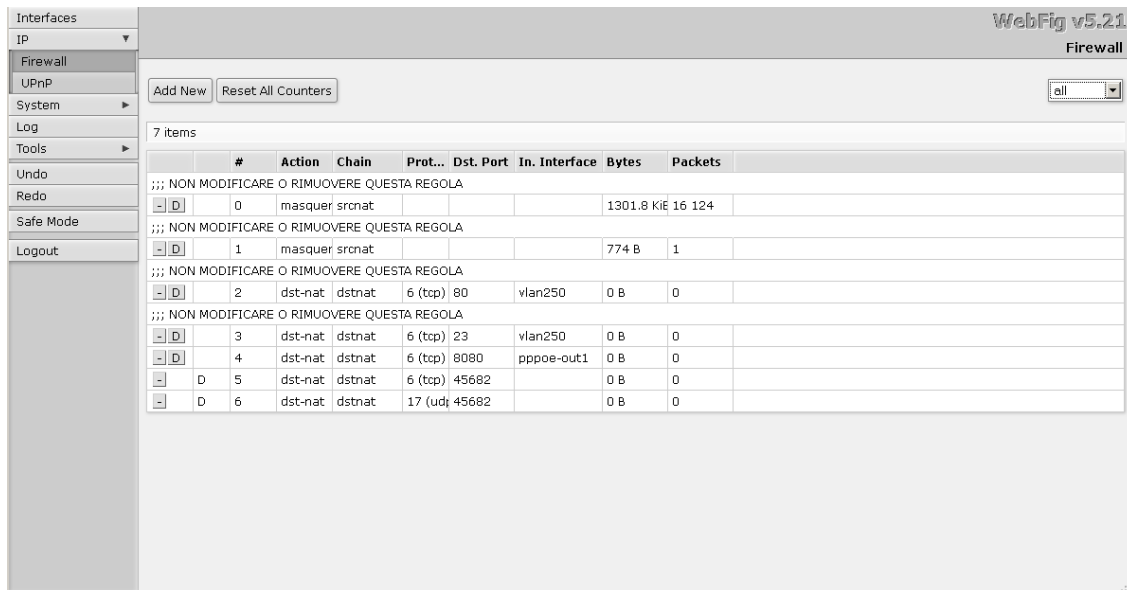 Interfaces
IP
Firewall
UPnP
System
Log
Tools
Undo
Redo
Safe Mode
Logout
WebFig v5.21
Firewall
Add New Reset All Counters all
7 items
# Action Chain Prot... Dst. Port In. Interface Bytes Packets
;;; NON MODIFICARE O RIMUOVERE QUESTA REGOLA
- D 0 masquer srcnat 1301.8 KiB 16 124
;;; NON MODIFICARE O RIMUOVERE QUESTA REGOLA
- D 1 masquer srcnat 774 B 1
;;; NON MODIFICARE O RIMUOVERE QUESTA REGOLA
- D 2 dst-nat dstnat 6 (tcp) 80 vlan250 0 B 0
;;; NON MODIFICARE O RIMUOVERE QUESTA REGOLA
- D 3 dst-nat dstnat 6 (tcp) 23 vlan250 0 B 0
- D 4 dst-nat dstnat 6 (tcp) 8080 pppoe-out1 0 B 0
- D 5 dst-nat dstnat 6 (tcp) 45682 0 B 0
- D 6 dst-nat dstnat 17 (udp 45682 0 B 0